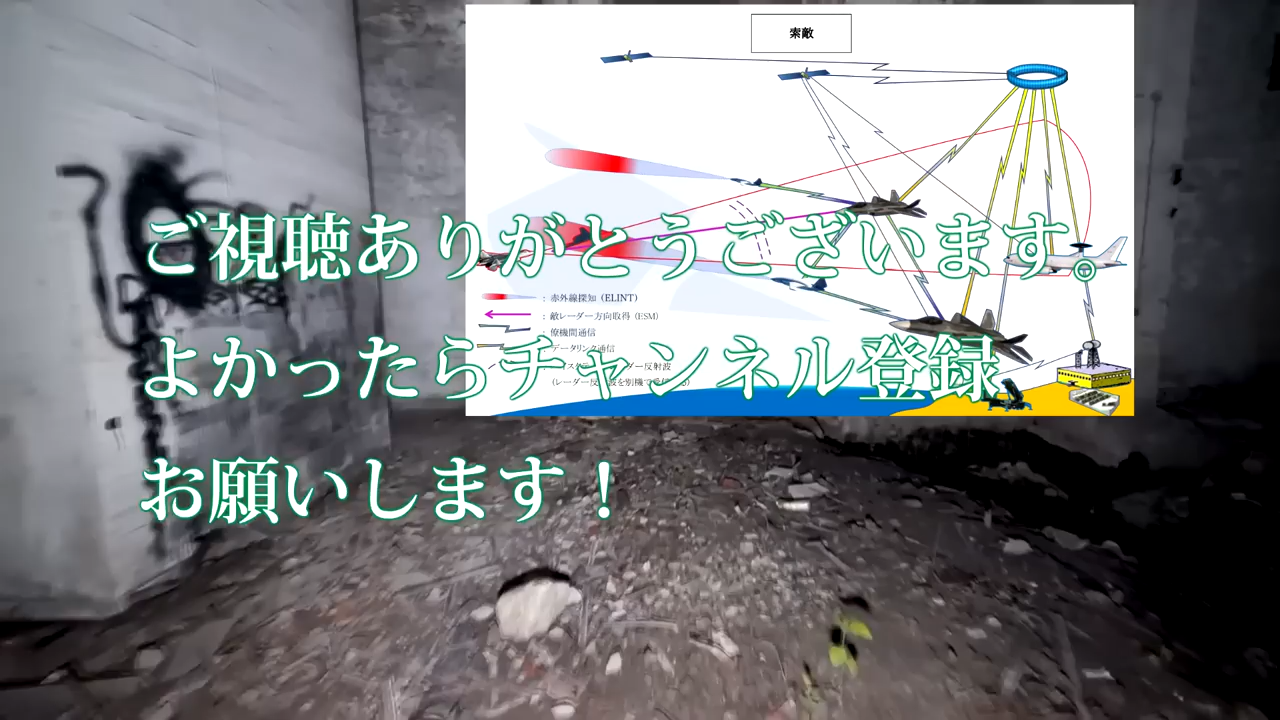 索敵
ご視聴ありがとうございます。
：赤外線探知（ELINT）
：敵レーダー方向取得（ESM）
：僚機間通信
データリンク通信
よかったらチャンネル登録
お願いします！